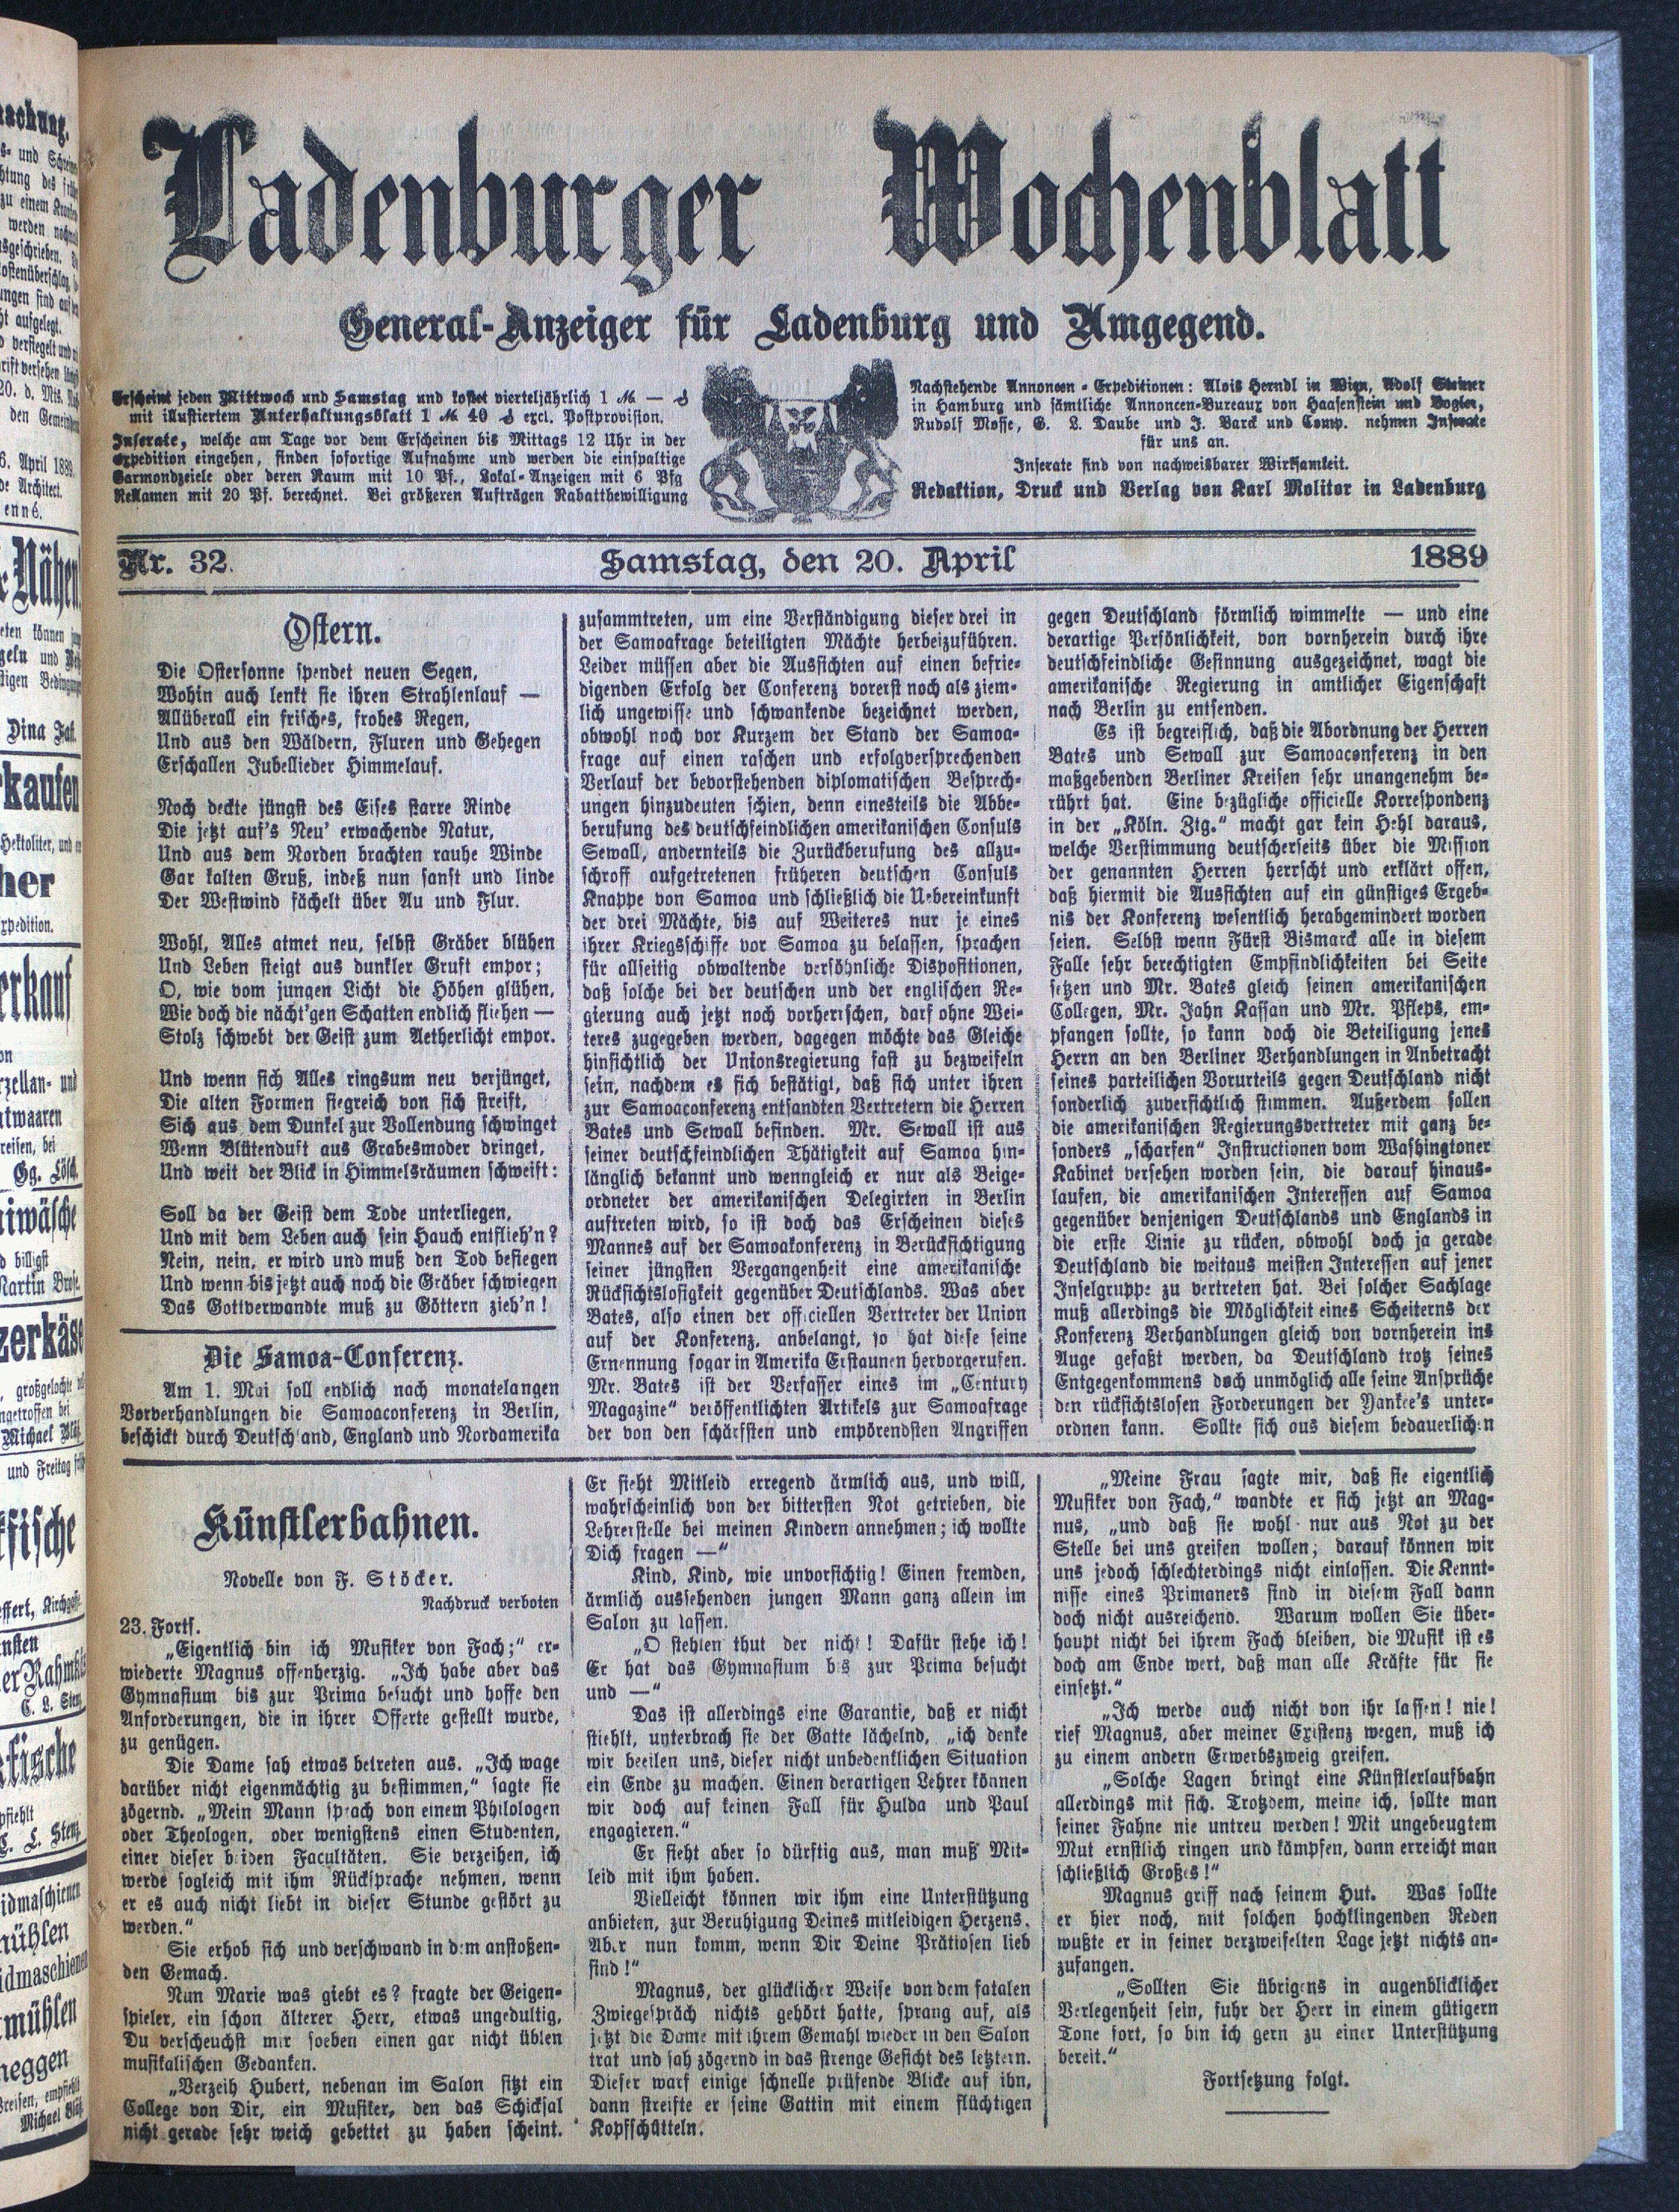 Ladenburger Wochenblatt
General-Anzeiger für Ladenburg und Umgegend.
Erscheint jeden Mittwoch und Samstag und kostet vierteljährlich 1 ℳ — ₰
mit illustiertem Unterhaltungsblatt 1 ℳ 40 ₰ excl. Postprovision.
Inserate, welche am Tage vor dem Erscheinen bis Mittags 12 Uhr in der
Expedition eingehen, finden sofortige Aufnahme und werden die einspaltige
Garmondzeile oder deren Raum mit 10 Pf., Lokal-Anzeigen mit 6 Pfg
Reklamen mit 20 Pf. berechnet. Bei größeren Aufträgen Rabattbewilligung
Nachstehende Annoncen-Expeditionen: Alois Herndl in Wien, Adolf Steiner
in Hamburg und sämtliche Annoncen-Bureaux von Haasenstein und Vogler,
Rudolf Mosse, G. L. Daube und J. Barck und Comp. nehmen Inserate
für uns an.
Inserate sind von nachweisbarer Wirksamkeit.
Redaktion, Druck und Verlag von Karl Molitor in Ladenburg
Nr. 32. Samstag, den 20. April 1889
Ostern.
Die Ostersonne spendet neuen Segen,
Wohin auch lenkt sie ihren Strahlenlauf —
Allüberall ein frisches, frohes Regen,
Und aus den Wäldern, Fluren und Gehegen
Erschallen Jubellieder Himmelauf.
Noch deckte jüngst des Eises starre Rinde
Die jetzt auf's Neu' erwachende Natur,
Und aus dem Norden brachten rauhe Winde
Gar kalten Gruß, indeß nun sanft und linde
Der Westwind fächelt über Au und Flur.
Wohl, Alles atmet neu, selbst Gräber blühen
Und Leben steigt aus dunkler Gruft empor;
O, wie vom jungen Licht die Höhen glühen,
Wie doch die nächt'gen Schatten endlich fliehen —
Stolz schwebt der Geist zum Aetherlicht empor.
Und wenn sich Alles ringsum neu verjünget,
Die alten Formen siegreich von sich streift,
Sich aus dem Dunkel zur Vollendung schwinget
Wenn Blütenduft aus Grabesmoder dringet,
Und weit der Blick in Himmelsräumen schweift:
Soll da der Geist dem Tode unterliegen,
Und mit dem Leben auch sein Hauch entflieh'n?
Nein, nein, er wird und muß den Tod besiegen
Und wenn bis jetzt auch noch die Gräber schwiegen
Das Gottverwandte muß zu Göttern zieh'n!
Die Samoa-Conferenz.
Am 1. Mai soll endlich nach monatelangen
Vorverhandlungen die Samoaconferenz in Berlin,
beschickt durch Deutschland, England und Nordamerika
zusammtreten, um eine Verständigung dieser drei in
der Samoafrage beteiligten Mächte herbeizuführen.
Leider müssen aber die Aussichten auf einen befrie-
digenden Erfolg der Conferenz vorerst noch als ziem-
lich ungewisse und schwankende bezeichnet werden,
obwohl noch vor Kurzem der Stand der Samoa-
frage auf einen raschen und erfolgversprechenden
Verlauf der bevorstehenden diplomatischen Besprech-
ungen hinzudeuten schien, denn einesteils die Abbe-
berufung des deutschfeindlichen amerikanischen Consuls
Sewall, andernteils die Zurückberufung des allzu-
schroff aufgetretenen früheren deutschen Consuls
Knappe von Samoa und schließlich die Uebereinkunft
der drei Mächte, bis auf Weiteres nur je eines
ihrer Kriegsschiffe vor Samoa zu belassen, sprachen
für allseitig obwaltende versöhnliche Dispositionen,
daß solche bei der deutschen und der englischen Re-
gierung auch jetzt noch vorherrschen, darf ohne Wei-
teres zugegeben werden, dagegen möchte das Gleiche
hinsichtlich der Unionsregierung fast zu bezweifeln
sein, nachdem es sich bestätigt, daß sich unter ihren
zur Samoaconferenz entsandten Vertretern die Herren
Bates und Sewall befinden. Mr. Sewall ist aus
seiner deutschfeindlichen Thätigkeit auf Samoa hin-
länglich bekannt und wenngleich er nur als Beige-
ordneter der amerikanischen Delegirten in Berlin
auftreten wird, so ist doch das Erscheinen dieses
Mannes auf der Samoakonferenz in Berücksichtigung
seiner jüngsten Vergangenheit eine amerikanische
Rücksichtslosigkeit gegenüber Deutschlands. Was aber
Bates, also einen der officiellen Vertreter der Union
auf der Konferenz, anbelangt, so hat diese seine
Ernennung sogar in Amerika Erstaunen hervorgerufen.
Mr. Bates ist der Verfasser eines im „Century
Magazine“ veröffentlichten Artikels zur Samoafrage
der von den schärfsten und empörendsten Angriffen
gegen Deutschland förmlich wimmelte — und eine
derartige Persönlichkeit, von vornherein durch ihre
deutschfeindliche Gesinnung ausgezeichnet, wagt die
amerikanische Regierung in amtlicher Eigenschaft
nach Berlin zu entsenden.
Es ist begreiflich, daß die Abordnung der Herren
Bates und Sewall zur Samoaconferenz in den
maßgebenden Berliner Kreisen sehr unangenehm be-
rührt hat. Eine bezügliche officielle Korrespondenz
in der „Köln. Ztg.“ macht gar kein Hehl daraus,
welche Verstimmung deutscherseits über die Mission
der genannten Herren herrscht und erklärt offen,
daß hiermit die Aussichten auf ein günstiges Ergeb-
nis der Konferenz wesentlich herabgemindert worden
seien. Selbst wenn Fürst Bismarck alle in diesem
Falle sehr berechtigten Empfindlichkeiten bei Seite
setzen und Mr. Bates gleich seinen amerikanischen
Collegen, Mr. Jahn Kassan und Mr. Pfleps, em-
pfangen sollte, so kann doch die Beteiligung jenes
Herrn an den Berliner Verhandlungen in Anbetracht
seines parteilichen Vorurteils gegen Deutschland nicht
sonderlich zuversichtlich stimmen. Außerdem sollen
die amerikanischen Regierungsvertreter mit ganz be-
sonders „scharfen“ Instructionen vom Washingtoner
Kabinet versehen worden sein, die darauf hinaus-
laufen, die amerikanischen Interessen auf Samoa
gegenüber denjenigen Deutschlands und Englands in
die erste Linie zu rücken, obwohl doch ja gerade
Deutschland die weitaus meisten Interessen auf jener
Inselgruppe zu vertreten hat. Bei solcher Sachlage
muß allerdings die Möglichkeit eines Scheiterns der
Konferenz Verhandlungen gleich von vornherein ins
Auge gefaßt werden, da Deutschland trotz seines
Entgegenkommens doch unmöglich alle seine Ansprüche
den rücksichtslosen Forderungen der Yankee's unter-
ordnen kann. Sollte sich aus diesem bedauerlichen
Künstlerbahnen.
Novelle von F. Stöcker.
Nachdruck verboten
23. Forts.
„Eigentlich bin ich Musiker von Fach;“ er-
wiederte Magnus offenherzig. „Ich habe aber das
Gymnasium bis zur Prima besucht und hoffe den
Anforderungen, die in ihrer Offerte gestellt wurde,
zu genügen.
Die Dame sah etwas betreten aus. „Ich wage
darüber nicht eigenmächtig zu bestimmen,“ sagte sie
zögernd. „Mein Mann sprach von einem Philologen
oder Theologen, oder wenigstens einen Studenten,
einer dieser beiden Facultäten. Sie verzeihen, ich
werde sogleich mit ihm Rücksprache nehmen, wenn
er es auch nicht liebt in dieser Stunde gestört zu
werden.“
Sie erhob sich und verschwand in dem anstoßen-
den Gemach.
Nun Marie was giebt es? fragte der Geigen-
spieler, ein schon älterer Herr, etwas ungedultig,
Du verscheuchst mir soeben einen gar nicht üblen
musikalischen Gedanken.
„Verzeih Hubert, nebenan im Salon sitzt ein
College von Dir, ein Musiker, den das Schicksal
nicht gerade sehr weich gebettet zu haben scheint.
Er sieht Mitleid erregend ärmlich aus, und will,
wahrscheinlich von der bittersten Not getrieben, die
Lehrerstelle bei meinen Kindern annehmen; ich wollte
Dich fragen —“
Kind, Kind, wie unvorsichtig! Einen fremden,
ärmlich aussehenden jungen Mann ganz allein im
Salon zu lassen.
„O stehlen thut der nicht! Dafür stehe ich!
Er hat das Gymnasium bis zur Prima besucht
und —“
Das ist allerdings eine Garantie, daß er nicht
stiehlt, unterbrach sie der Gatte lächelnd, „ich denke
wir beeilen uns, dieser nicht unbedenklichen Situation
ein Ende zu machen. Einen derartigen Lehrer können
wir doch auf keinen Fall für Hulda und Paul
engagieren.“
Er sieht aber so dürftig aus, man muß Mit-
leid mit ihm haben.
Vielleicht können wir ihm eine Unterstützung
anbieten, zur Beruhigung Deines mitleidigen Herzens.
Aber nun komm, wenn Dir Deine Prätiosen lieb
sind!“
Magnus, der glücklicher Weise von dem fatalen
Zwiegespräch nichts gehört hatte, sprang auf, als
jetzt die Dame mit ihrem Gemahl wieder in den Salon
trat und sah zögernd in das strenge Gesicht des letztern.
Dieser warf einige schnelle prüfende Blicke auf ihn,
dann streifte er seine Gattin mit einem flüchtigen
Kopfschütteln.
„Meine Frau sagte mir, daß sie eigentlich
Musiker von Fach,“ wandte er sich jetzt an Mag-
nus, „und daß sie wohl nur aus Not zu der
Stelle bei uns greifen wollen; darauf können wir
uns jedoch schlechterdings nicht einlassen. Die Kennt-
nisse eines Primaners sind in diesem Fall dann
doch nicht ausreichend. Warum wollen Sie über-
haupt nicht bei ihrem Fach bleiben, die Musik ist es
doch am Ende wert, daß man alle Kräfte für sie
einsetzt.“
„Ich werde auch nicht von ihr lassen! nie!
rief Magnus, aber meiner Existenz wegen, muß ich
zu einem andern Erwerbszweig greifen.
„Solche Lagen bringt eine Künstlerlaufbahn
allerdings mit sich. Trotzdem, meine ich, sollte man
seiner Fahne nie untreu werden! Mit ungebeugtem
Mut ernstlich ringen und kämpfen, dann erreicht man
schließlich Großes!“
Magnus griff nach seinem Hut. Was sollte
er hier noch, mit solchen hochklingenden Reden
wußte er in seiner verzweifelten Lage jetzt nichts an-
zufangen.
„Sollten Sie übrigens in augenblicklicher
Verlegenheit sein, fuhr der Herr in einem gütigern
Tone fort, so bin ich gern zu einer Unterstützung
bereit.“
Fortsetzung folgt.